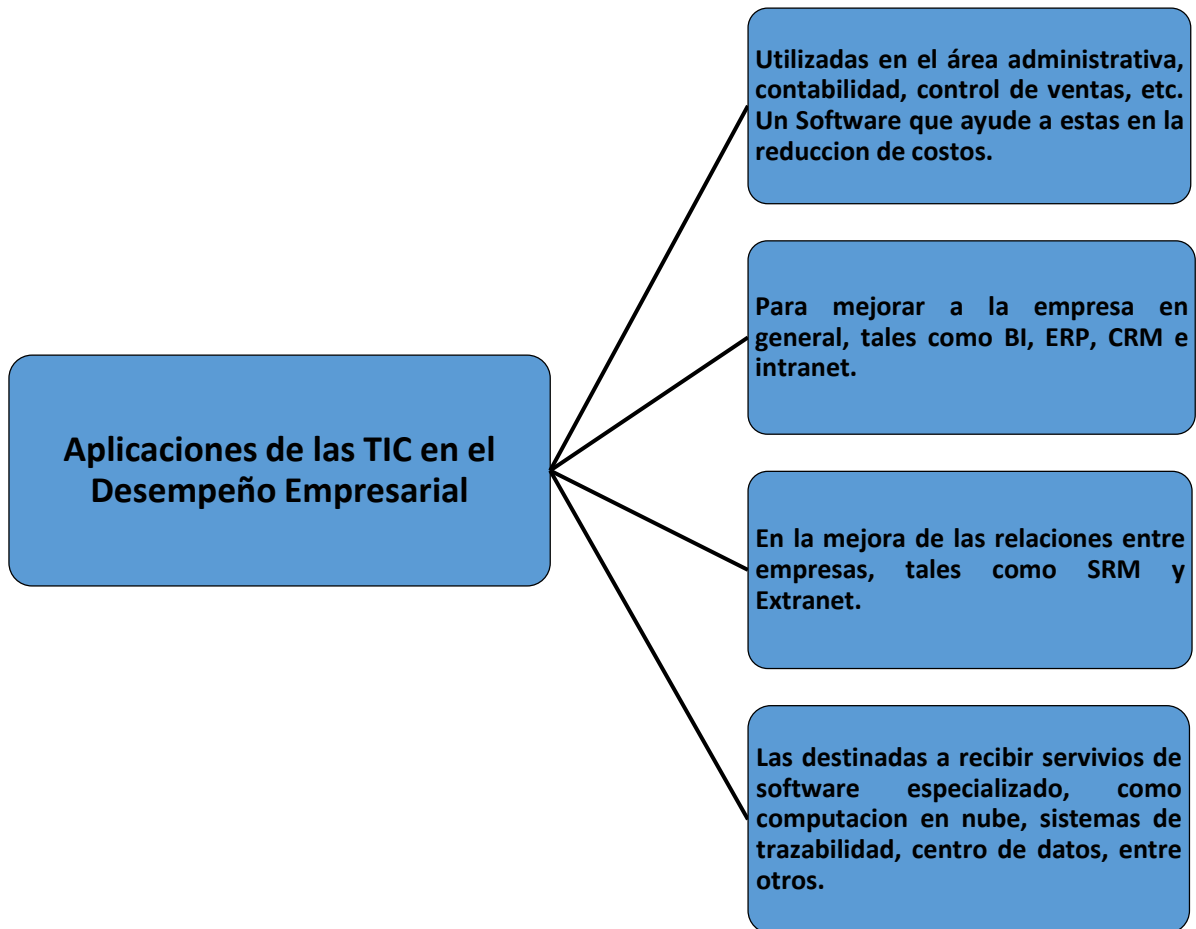 Utilizadas en el área administrativa,
contabilidad, control de ventas, etc.
Un Software que ayude a estas en la
reduccion de costos.
Para mejorar a la empresa en
general, tales como BI, ERP, CRM e
intranet.
Aplicaciones de las TIC en el
Desempeño Empresarial
En la mejora de las relaciones entre
empresas, tales como SRM y
Extranet.
Las destinadas a recibir servivios de
software especializado, como
computacion en nube, sistemas de
trazabilidad, centro de datos, entre
otros.